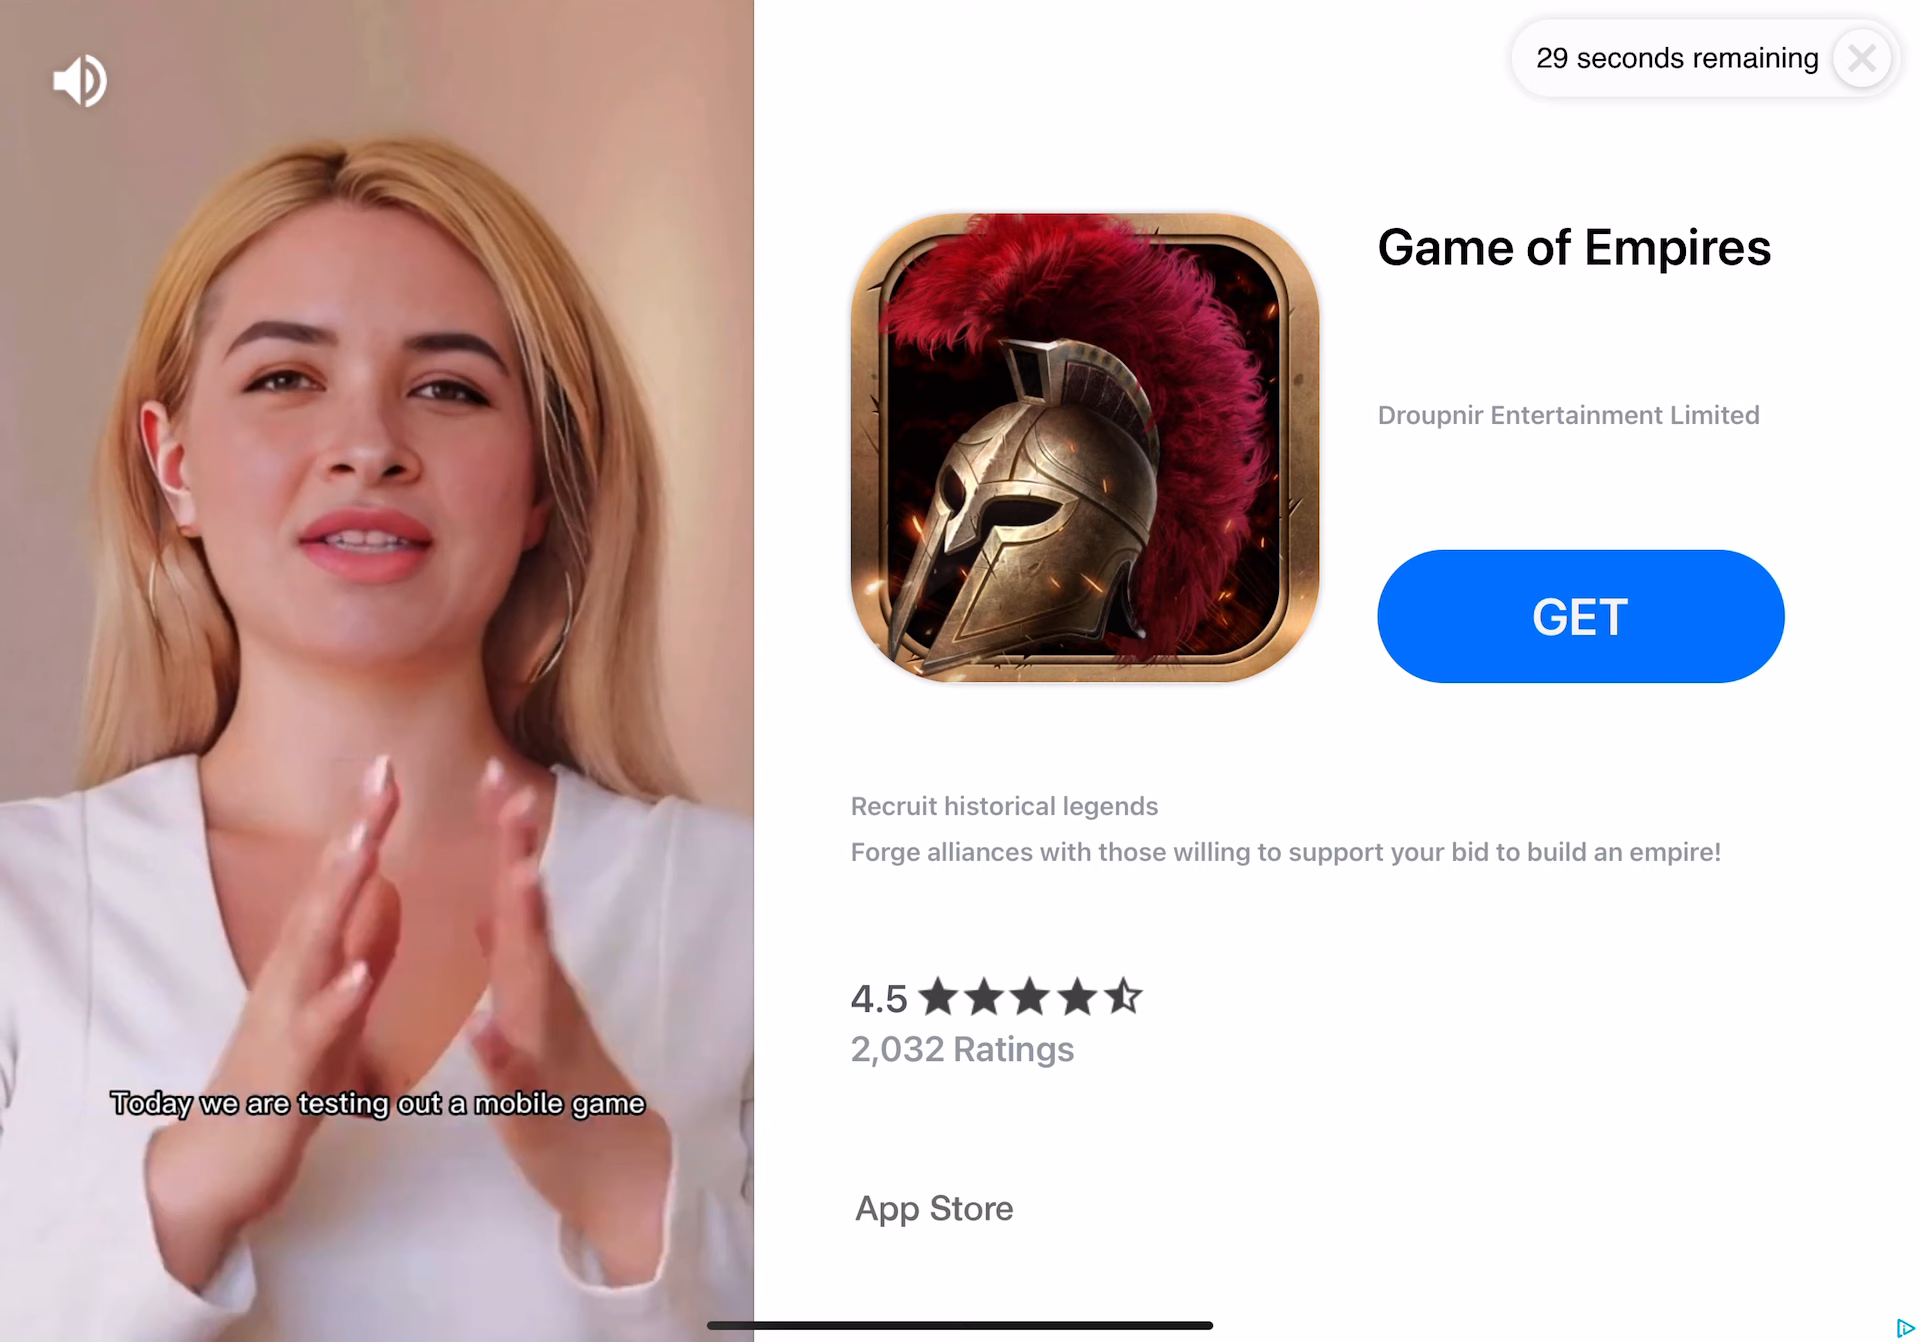 29 seconds remaining
Game of Empires
Droupnir Entertainment Limited
GET
Recruit historical legends
Forge alliances with those willing to support your bid to build an empire!
4.5
2,032 Ratings
Today we are testing out a mobile game
App Store